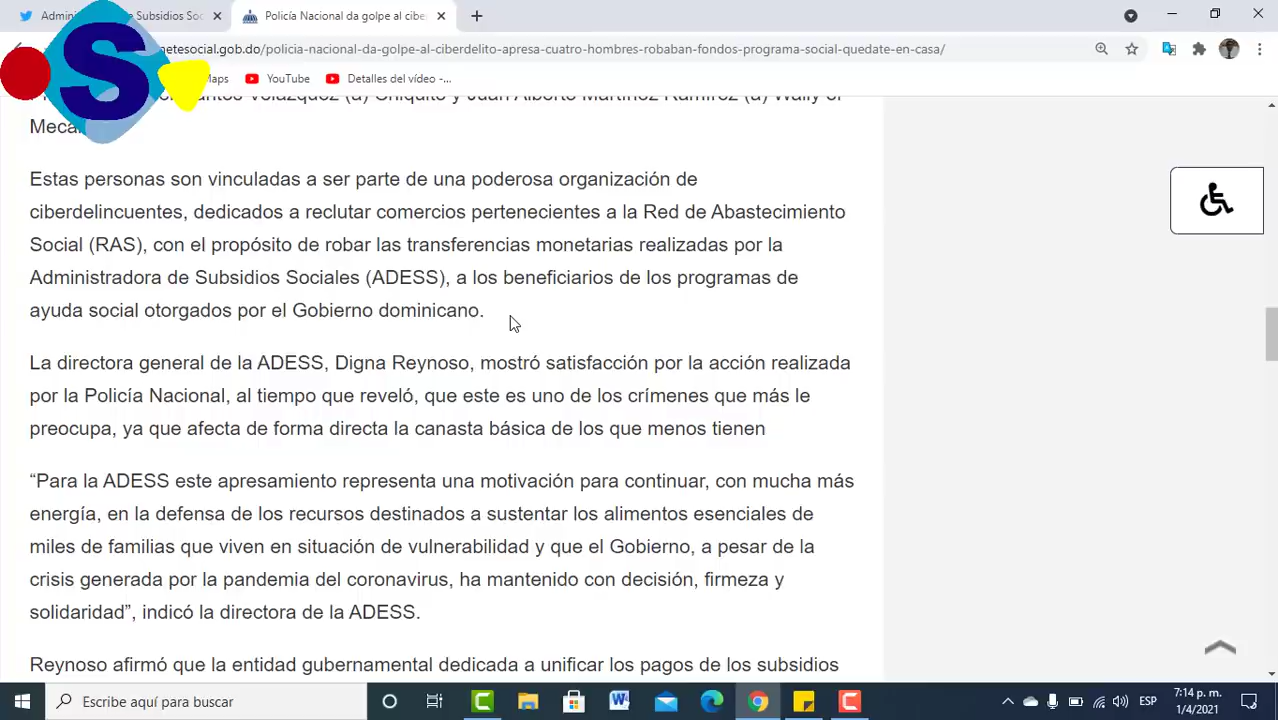 Policía Nacional da golpe al cibe
netesocial.gob.do/policia-nacional-da-golpe-al-ciberdelito-apresa-cuatro-hombres-robaban-fondos-programa-social-quedate-en-casa/
S
Maps
YouTube
Detalles del vídeo -...
Velázquez (a) Chiquito y Juan Alberto Martínez Ramírez (a) Wally el
Estas personas son vinculadas a ser parte de una poderosa organización de
ciberdelincuentes, dedicados a reclutar comercios pertenecientes a la Red de Abastecimiento
Social (RAS), con el propósito de robar las transferencias monetarias realizadas por la
Administradora de Subsidios Sociales (ADESS), a los beneficiarios de los programas de
ayuda social otorgados por el Gobierno dominicano.
La directora general de la ADESS, Digna Reynoso, mostró satisfacción por la acción realizada
por la Policía Nacional, al tiempo que reveló, que este es uno de los crímenes que más le
preocupa, ya que afecta de forma directa la canasta básica de los que menos tienen
“Para la ADESS este apresamiento representa una motivación para continuar, con mucha más
energía, en la defensa de los recursos destinados a sustentar los alimentos esenciales de
miles de familias que viven en situación de vulnerabilidad y que el Gobierno, a pesar de la
crisis generada por la pandemia del coronavirus, ha mantenido con decisión, firmeza y
solidaridad”, indicó la directora de la ADESS.
Reynoso afirmó que la entidad gubernamental dedicada a unificar los pagos de los subsidios
Escribe aquí para buscar
ESP
7:14 p. m.
1/4/2021